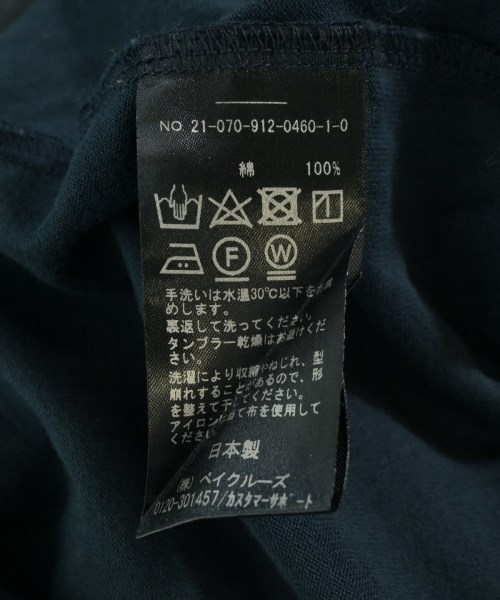 NO. 21-070-912-0460-1-0
綿 100%
F W
手洗いは水温30℃以下をお薦
めします。
裏返して洗ってください。
タンブラー乾燥はお避けくだ
さい。
洗濯により収縮やねじれ、型
崩れすることがあるので、形
を整えて干してください。
アイロンは当て布を使用して
ください。
日本製
(株)ベイクルーズ
0120-301457/カスタマーサポート